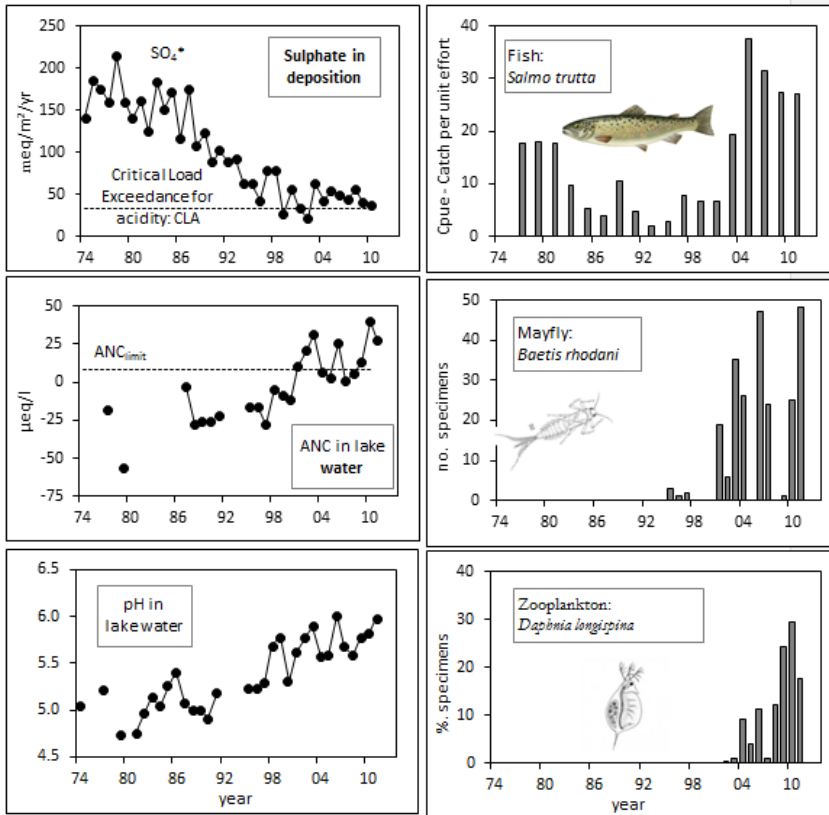 250
200
150
100
50
0
meq/m²/yr
SO₄*
Sulphate in
deposition
Critical Load
Exceedance for
acidity: CLA
74 80 86 92 98 04 10
40
30
20
10
0
Cpue - Catch per unit effort
Fish:
Salmo trutta
74 80 86 92 98 04 10
50
25
0
-25
-50
-75
µeq/l
ANClimit
ANC in lake
water
74 80 86 92 98 04 10
50
40
30
20
10
0
no. specimens
Mayfly:
Baetis rhodani
74 80 86 92 98 04 10
6.5
6.0
5.5
5.0
4.5
pH in
lake water
74 80 86 92 98 04 10
year
40
30
20
10
0
%. specimens
Zooplankton:
Daphnia longispina
74 80 86 92 98 04 10
year